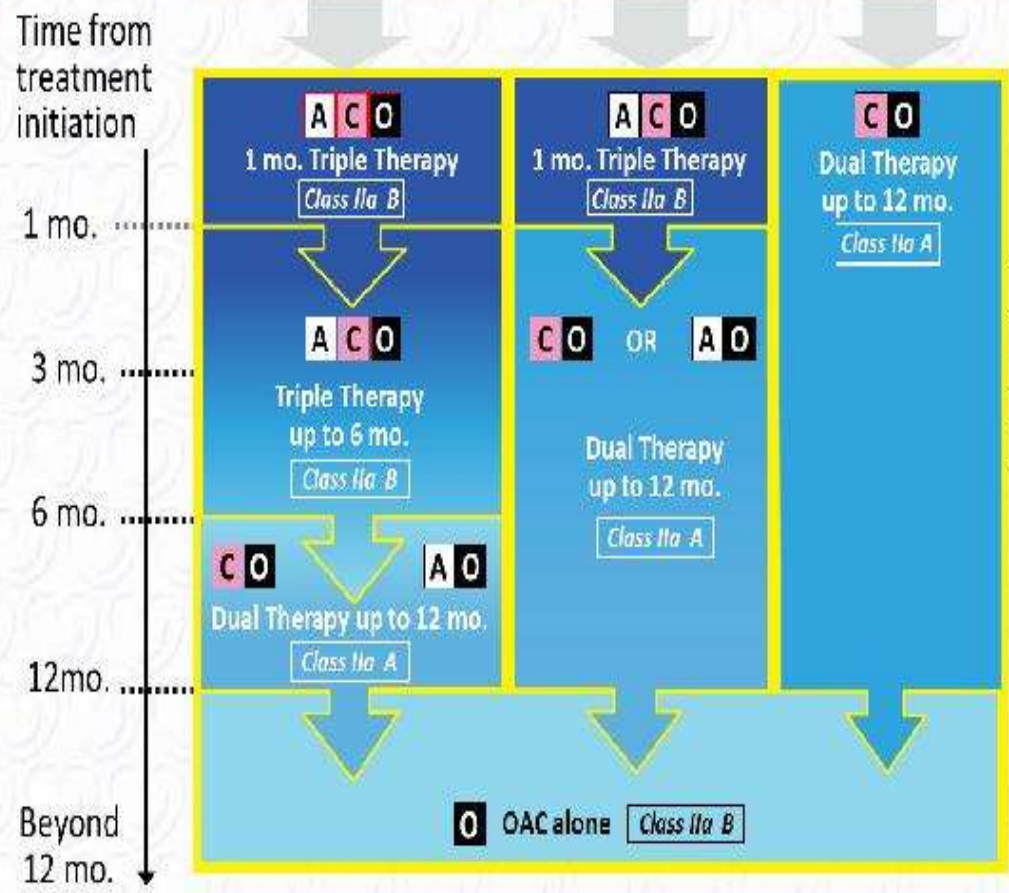 Time from
treatment
initiation
1 mo.
3 mo.
6 mo.
12mo.
Beyond
12 mo.
A C O
1 mo. Triple Therapy
Class IIa B
A C O
Triple Therapy
up to 6 mo.
Class IIa B
C O
A O
Dual Therapy up to 12 mo.
Class IIa A
A C O
1 mo. Triple Therapy
Class IIa B
C O OR A O
Dual Therapy
up to 12 mo.
Class IIa A
C O
Dual Therapy
up to 12 mo.
Class IIa A
O OAC alone Class IIa B